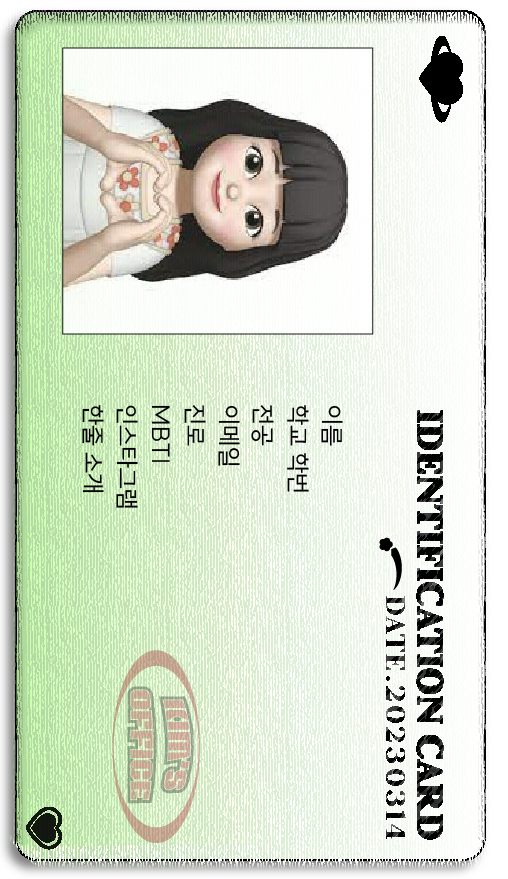 IDENTIFICATION CARD
DATE.20230314
이름
학교 학번
전공
이메일
진로
MBTI
인스타그램
한줄 소개
KIM'S
OFFICE